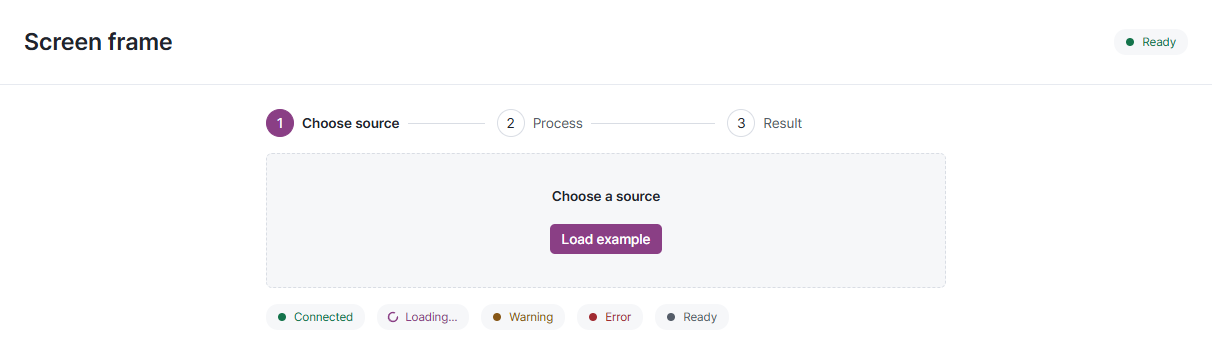 Screen frame
Ready
1 Choose source 2 Process 3 Result
Choose a source
Load example
Connected Loading... Warning Error Ready